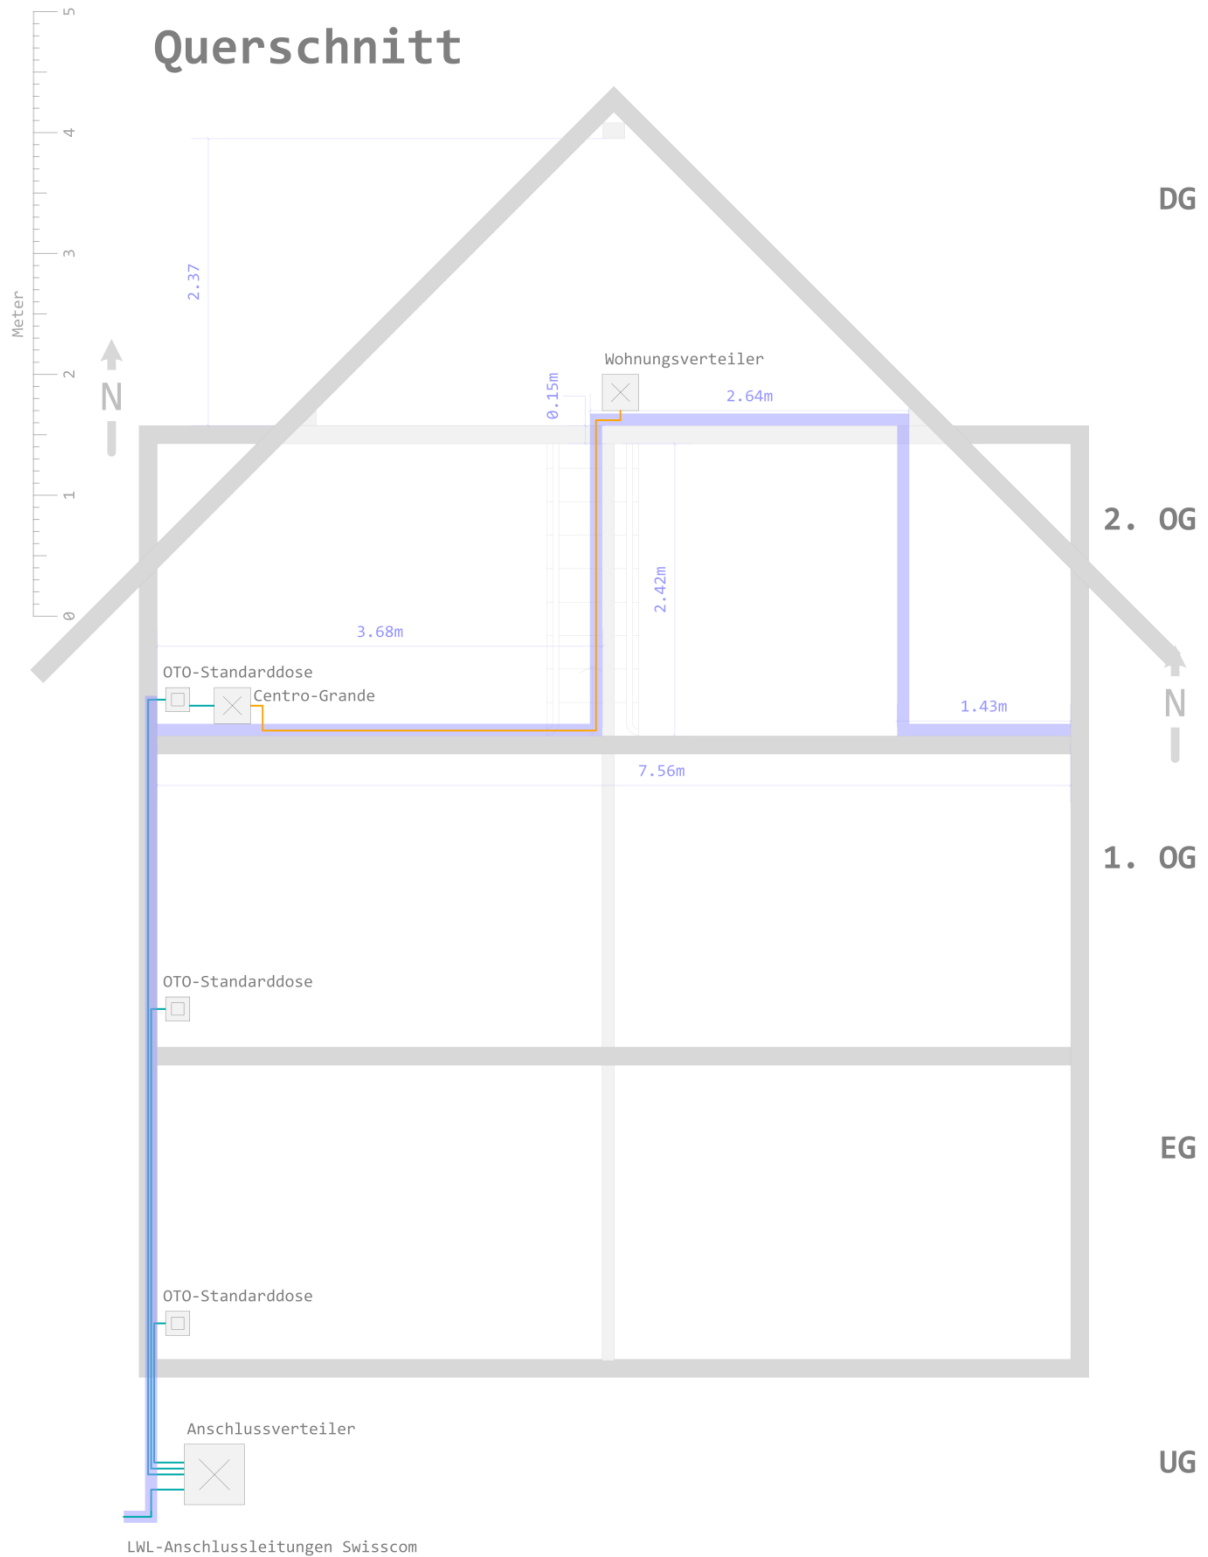 5
Querschnitt
4
DG
3
2.37
Meter
2
Wohnungsverteiler
0.15m
2.64m
N
1
2. OG
2.42m
0
3.68m
OTO-Standarddose
Centro-Grande
1.43m
N
7.56m
1. OG
OTO-Standarddose
EG
OTO-Standarddose
Anschlussverteiler
UG
LWL-Anschlussleitungen Swisscom